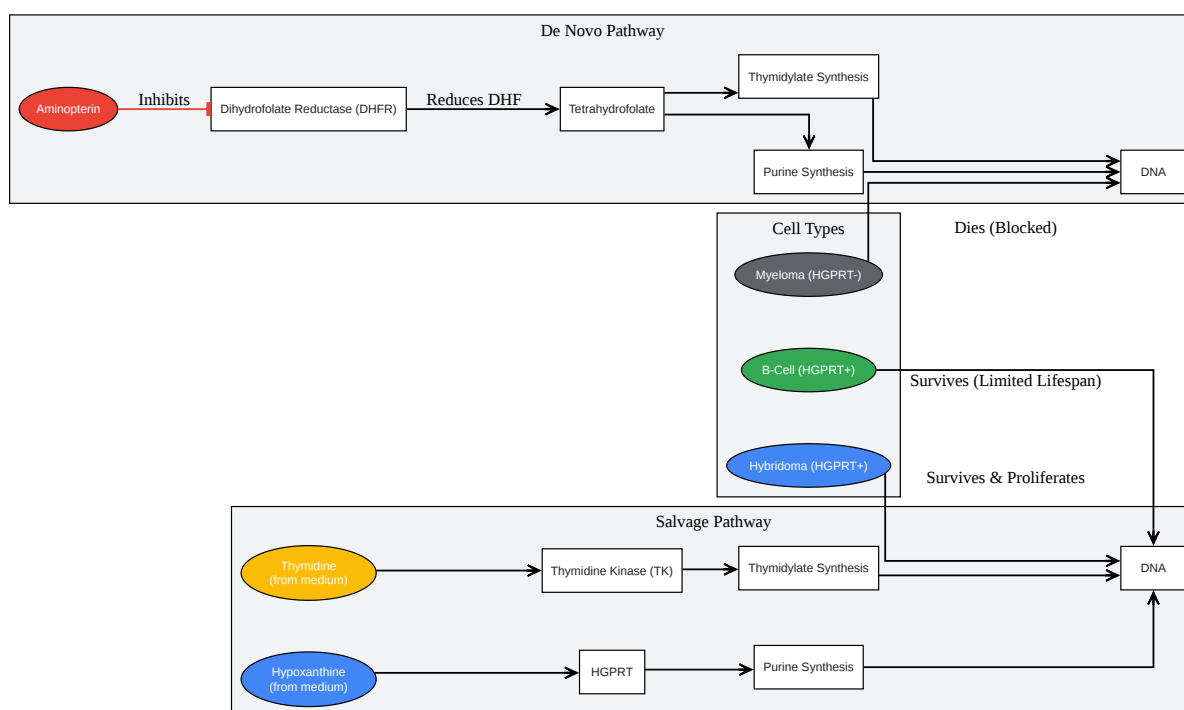 De Novo Pathway
Aminopterin
Inhibits
Dihydrofolate Reductase (DHFR)
Reduces DHF
Tetrahydrofolate
Thymidylate Synthesis
Purine Synthesis
DNA
Cell Types
Dies (Blocked)
Myeloma (HGPRT-)
B-Cell (HGPRT+)
Survives (Limited Lifespan)
Hybridoma (HGPRT+)
Survives & Proliferates
Salvage Pathway
Thymidine
(from medium)
Thymidine Kinase (TK)
Thymidylate Synthesis
DNA
Hypoxanthine
(from medium)
HGPRT
Purine Synthesis